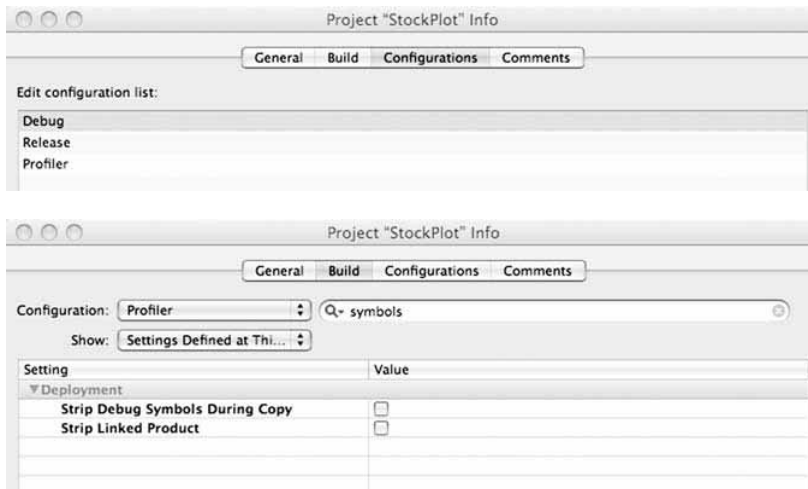 Project "StockPlot" Info
General Build Configurations Comments
Edit configuration list:
Debug
Release
Profiler
Project "StockPlot" Info
General Build Configurations Comments
Configuration: Profiler symbols
Show: Settings Defined at Thi...
Setting Value
Deployment
Strip Debug Symbols During Copy
Strip Linked Product